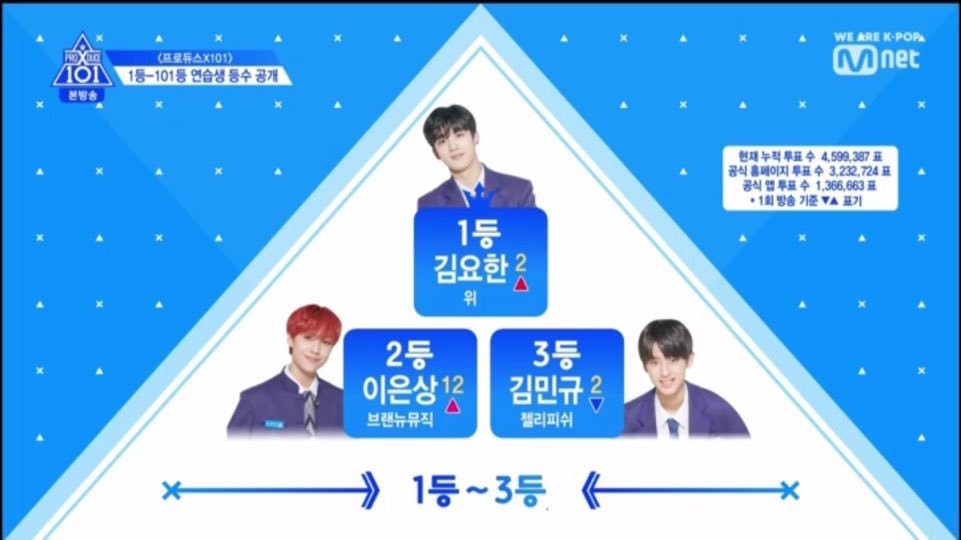 PRODUCE X 101
본방송
〈프로듀스X101〉
1등-101등 연습생 등수 공개
WE ARE K-POP
Mnet
현재 누적 투표 수 4,599,387 표
공식 홈페이지 투표 수 3,232,724 표
공식 앱 투표 수 1,366,663 표
* 1회 방송 기준 ▼▲ 표기
1등
김요한 2 ▲
위
2등
이은상 12 ▲
브랜뉴뮤직
3등
김민규 2 ▼
젤리피쉬
1등 ~ 3등